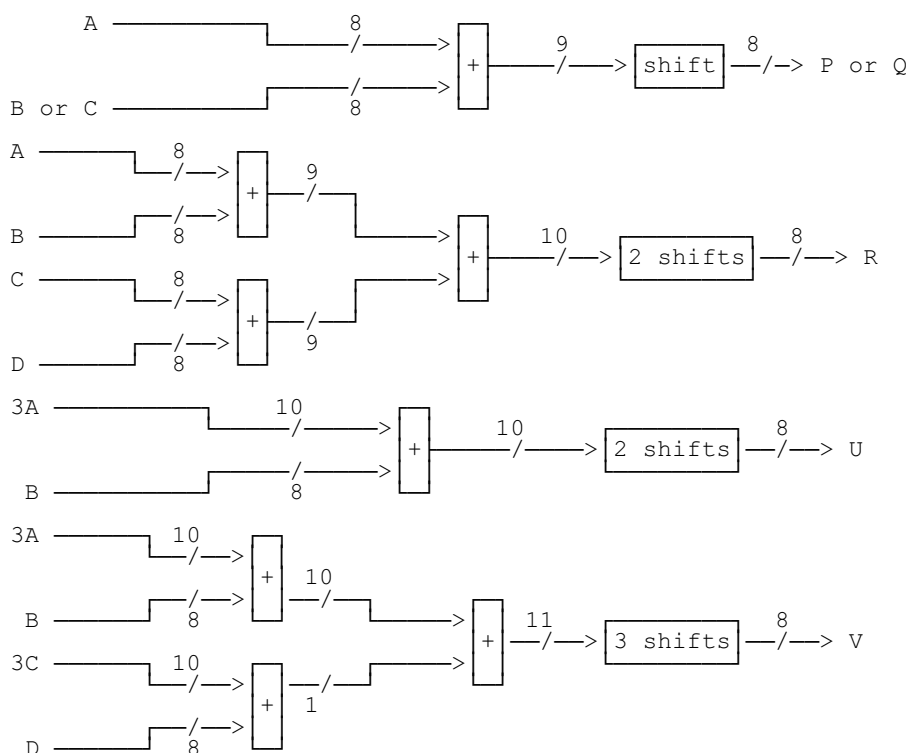 A 8
8
+ 9 shift 8 P or Q
B or C 8
A 8
+ 9
B 8
+ 10 2 shifts 8 R
C 8
+ 9
D 8
3A 10
+ 10 2 shifts 8 U
B 8
3A 10
+ 10
B 8
+ 11 3 shifts 8 V
3C 10
+ 1
D 8